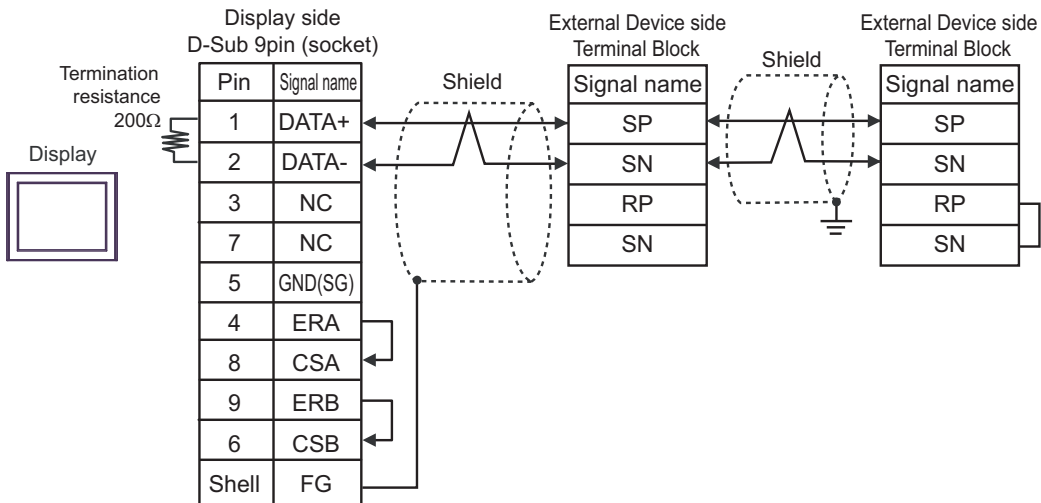 Display side
D-Sub 9pin (socket)
External Device side
Terminal Block
External Device side
Terminal Block
Termination
resistance
200Ω
Display
Shield
Shield
Pin Signal name
1 DATA+
2 DATA-
3 NC
7 NC
5 GND(SG)
4 ERA
8 CSA
9 ERB
6 CSB
Shell FG
Signal name
SP
SN
RP
SN
Signal name
SP
SN
RP
SN